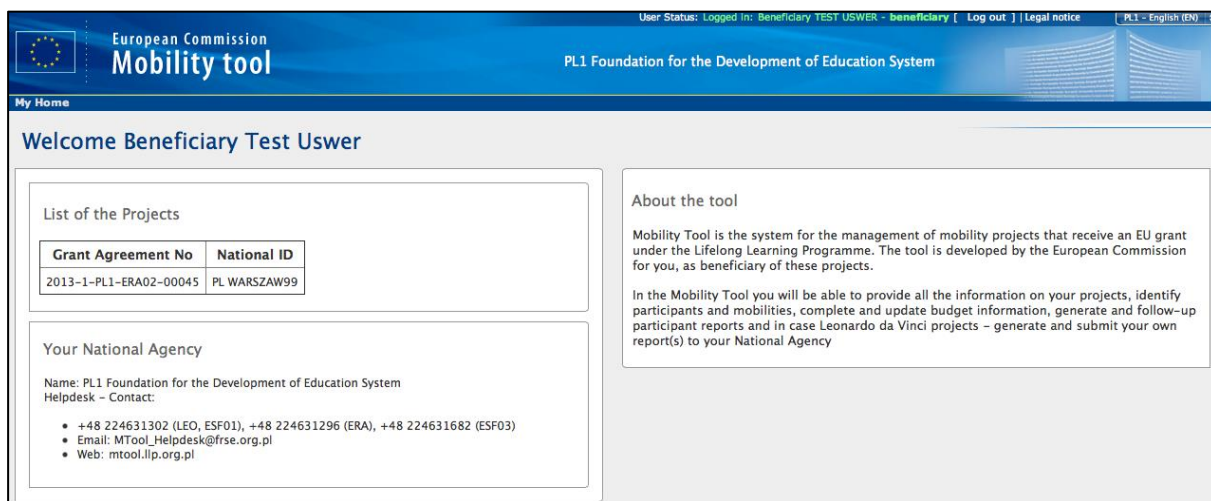 User Status: Logged In: Beneficiary TEST USWER - beneficiary [ Log out ] | Legal notice
PL1 - English (EN)
European Commission
Mobility tool
PL1 Foundation for the Development of Education System
My Home
Welcome Beneficiary Test Uswer
List of the Projects
Grant Agreement No National ID
2013-1-PL1-ERA02-00045 PL WARSZAW99
Your National Agency
Name: PL1 Foundation for the Development of Education System
Helpdesk - Contact:
• +48 224631302 (LEO, ESF01), +48 224631296 (ERA), +48 224631682 (ESF03)
• Email: MTool_Helpdesk@frse.org.pl
• Web: mtool.llp.org.pl
About the tool
Mobility Tool is the system for the management of mobility projects that receive an EU grant
under the Lifelong Learning Programme. The tool is developed by the European Commission
for you, as beneficiary of these projects.
In the Mobility Tool you will be able to provide all the information on your projects, identify
participants and mobilities, complete and update budget information, generate and follow-up
participant reports and in case Leonardo da Vinci projects - generate and submit your own
report(s) to your National Agency